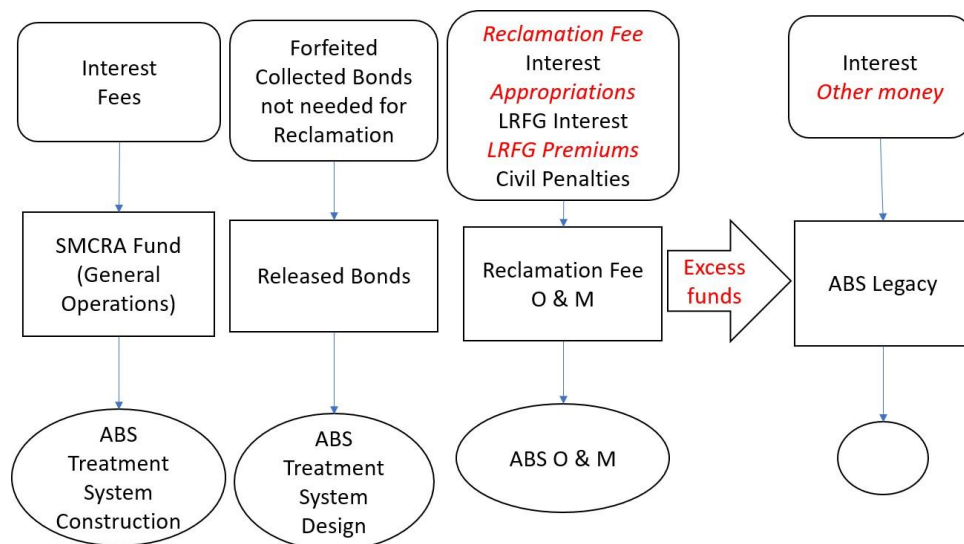 Interest
Fees
Forfeited
Collected Bonds
not needed for
Reclamation
Reclamation Fee
Interest
Appropriations
LRFG Interest
LRFG Premiums
Civil Penalties
Interest
Other money
SMCRA Fund
(General
Operations)
Released Bonds
Reclamation Fee
O & M
Excess
funds
ABS Legacy
ABS
Treatment
System
Construction
ABS
Treatment
System
Design
ABS O & M